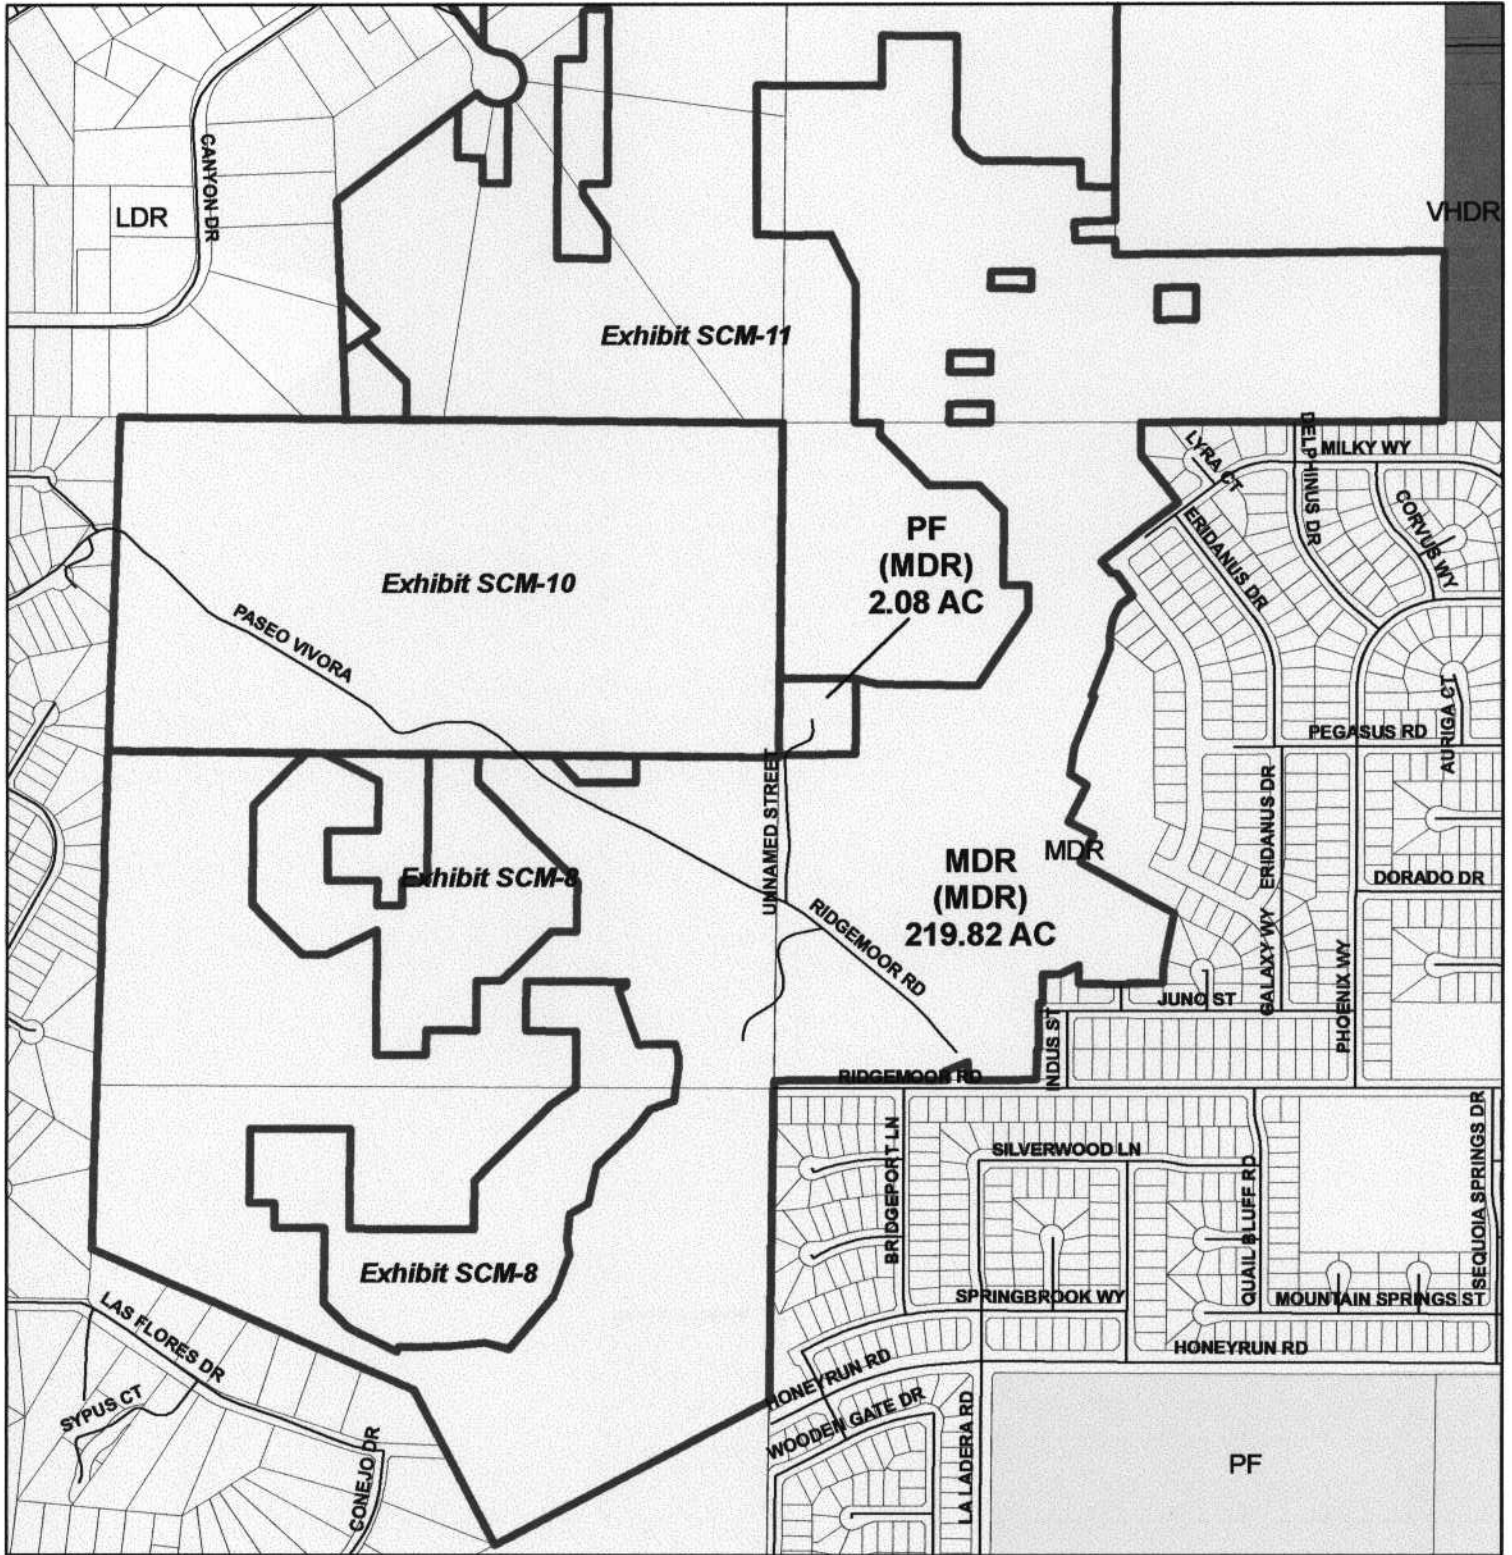 CANYON DR
LDR
VHDR
Exhibit SCM-11
LYRA CT
DELPHINUS DR
MILKY WY
CORVUS WY
ERIDANUS DR
PF
(MDR)
2.08 AC
Exhibit SCM-10
PASEO VIVORA
AURIGA CT
PEGASUS RD
UNNAMED STREET
ERIDANUS DR
MDR
MDR
(MDR)
219.82 AC
Exhibit SCM-8
DORADO DR
RIDGEMOOR RD
GALAXY WY
PHOENIX WY
JUNO ST
INDUS ST
RIDGEMOOR RD
BRIDGEPORT LN
SILVERWOOD LN
QUAIL BLUFF RD
SEQUOIA SPRINGS DR
Exhibit SCM-8
SPRINGBROOK WY
MOUNTAIN SPRINGS ST
LAS FLORES DR
HONEYRUN RD
HONEYRUN RD
SYPUS CT
WOODEN GATE DR
LA LADERA RD
CONEJO DR
PF